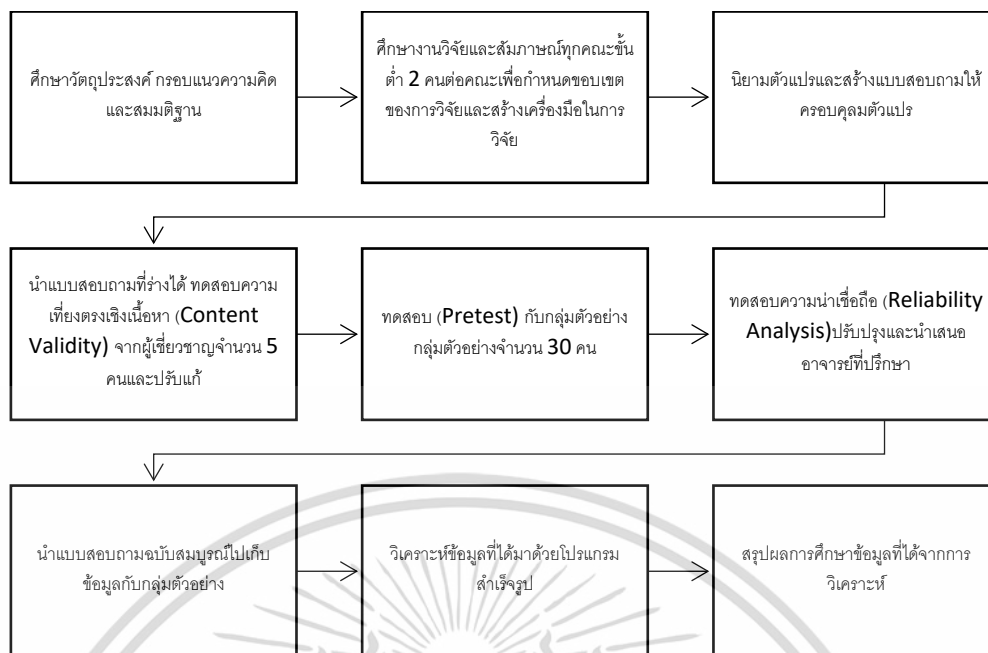 ศึกษาวัตถุประสงค์ กรอบแนวความคิด
และสมมติฐาน
ศึกษางานวิจัยและสัมภาษณ์ทุกคณะขั้น
ต่ำ 2 คนต่อคณะเพื่อกำหนดขอบเขต
ของการวิจัยและสร้างเครื่องมือในการ
วิจัย
นิยามตัวแปรและสร้างแบบสอบถามให้
ครอบคุลมตัวแปร
นำแบบสอบถามที่ร่างได้ ทดสอบความ
เที่ยงตรงเชิงเนื้อหา (Content
Validity) จากผู้เชี่ยวชาญจำนวน 5
คนและปรับแก้
ทดสอบ (Pretest) กับกลุ่มตัวอย่าง
กลุ่มตัวอย่างจำนวน 30 คน
ทดสอบความน่าเชื่อถือ (Reliability
Analysis)ปรับปรุงและนำเสนอ
อาจารย์ที่ปรึกษา
นำแบบสอบถามฉบับสมบูรณ์ไปเก็บ
ข้อมูลกับกลุ่มตัวอย่าง
วิเคราะห์ข้อมูลที่ได้มาด้วยโปรแกรม
สำเร็จรูป
สรุปผลการศึกษาข้อมูลที่ได้จากการ
วิเคราะห์